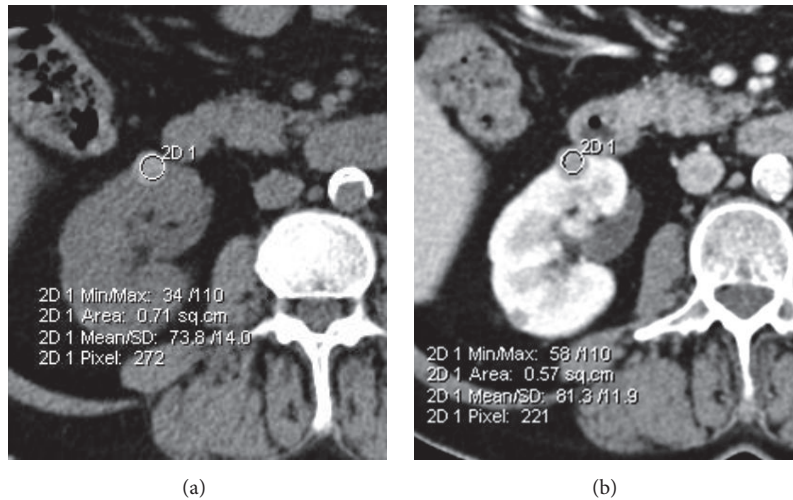 2D 1
2D 1 Min/Max: 34 /110
2D 1 Area: 0.71 sq.cm
2D 1 Mean/SD: 73.8 /14.0
2D 1 Pixel: 272
(a)
2D 1
2D 1 Min/Max: 58 /110
2D 1 Area: 0.57 sq.cm
2D 1 Mean/SD: 81.3 /11.9
2D 1 Pixel: 221
(b)